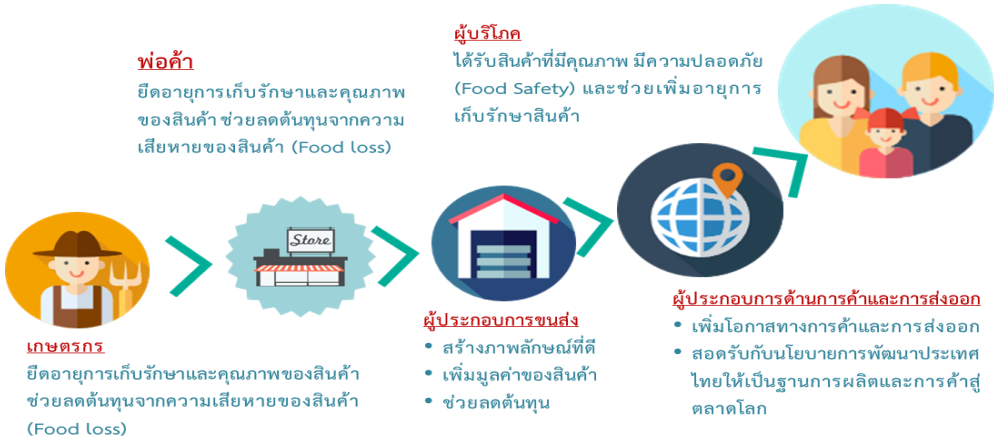 พ่อค้า
ยืดอายุการเก็บรักษาและคุณภาพ
ของสินค้า ช่วยลดต้นทุนจากความ
เสียหายของสินค้า (Food loss)
ผู้บริโภค
ได้รับสินค้าที่มีคุณภาพ มีความปลอดภัย
(Food Safety) และช่วยเพิ่มอายุการ
เก็บรักษาสินค้า
Store
เกษตรกร
ยืดอายุการเก็บรักษาและคุณภาพของสินค้า
ช่วยลดต้นทุนจากความเสียหายของสินค้า
(Food loss)
ผู้ประกอบการขนส่ง
• สร้างภาพลักษณ์ที่ดี
• เพิ่มมูลค่าของสินค้า
• ช่วยลดต้นทุน
ผู้ประกอบการด้านการค้าและการส่งออก
• เพิ่มโอกาสทางการค้าและการส่งออก
• สอดรับกับนโยบายการพัฒนาประเทศ
ไทยให้เป็นฐานการผลิตและการค้าสู่
ตลาดโลก